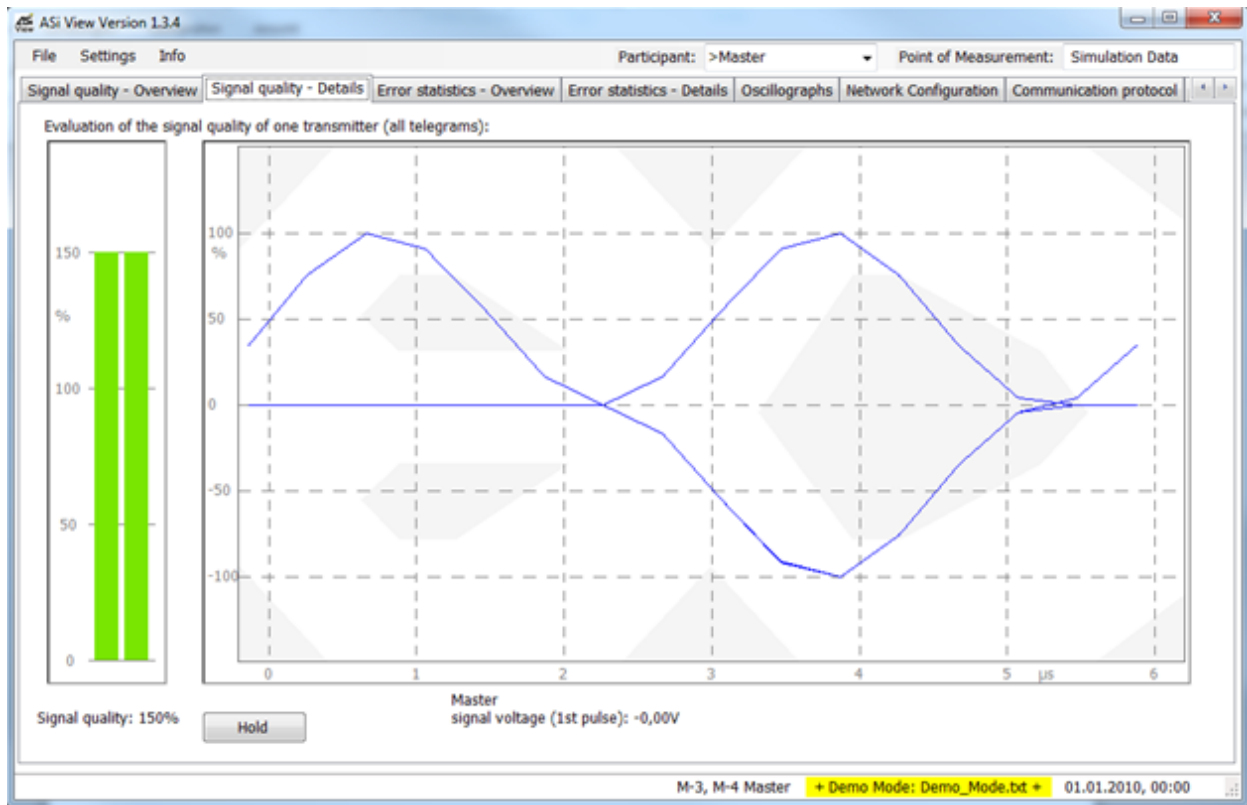 ASi View Version 1.3.4
File Settings Info Participant: >Master Point of Measurement: Simulation Data
Signal quality - Overview Signal quality - Details Error statistics - Overview Error statistics - Details Oscillographs Network Configuration Communication protocol
Evaluation of the signal quality of one transmitter (all telegrams):
150
%
100
50
0
100
%
50
0
-50
-100
0 1 2 3 4 5 µs 6
Signal quality: 150%
Hold
Master
signal voltage (1st pulse): -0,00V
M-3, M-4 Master + Demo Mode: Demo_Mode.txt + 01.01.2010, 00:00